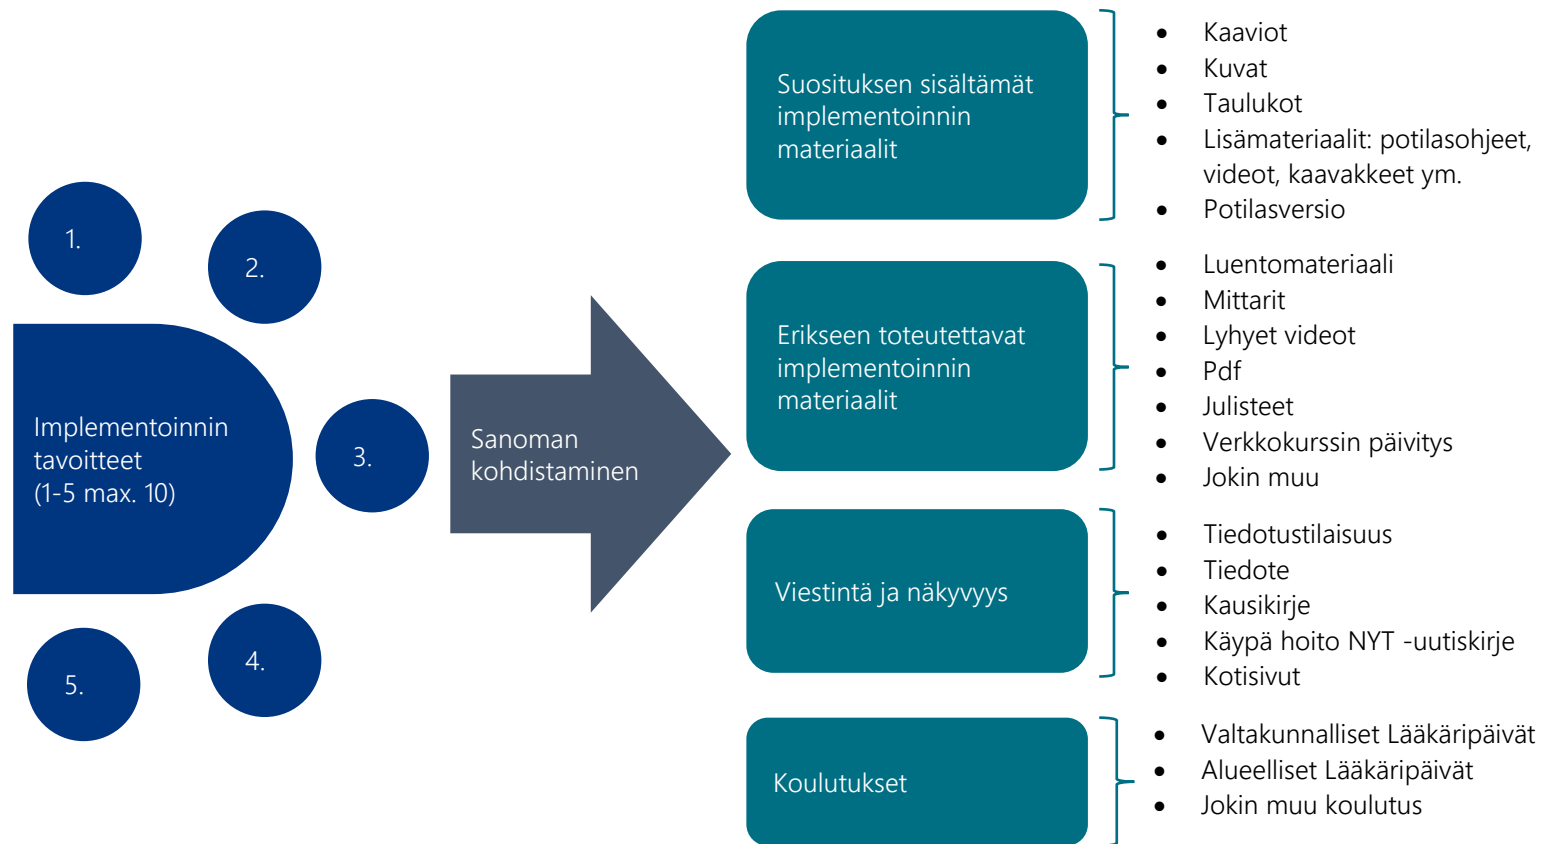 1.
2.
3.
4.
5.
Implementoinnin
tavoitteet
(1-5 max. 10)
Sanoman
kohdistaminen
Suosituksen sisältämät
implementoinnin
materiaalit
• Kaaviot
• Kuvat
• Taulukot
• Lisämateriaalit: potilasohjeet,
videot, kaavakkeet ym.
• Potilasversio
Erikseen toteutettavat
implementoinnin
materiaalit
• Luentomateriaali
• Mittarit
• Lyhyet videot
• Pdf
• Julisteet
• Verkkokurssin päivitys
• Jokin muu
Viestintä ja näkyvyys
• Tiedotustilaisuus
• Tiedote
• Kausikirje
• Käypä hoito NYT -uutiskirje
• Kotisivut
Koulutukset
• Valtakunnalliset Lääkäripäivät
• Alueelliset Lääkäripäivät
• Jokin muu koulutus